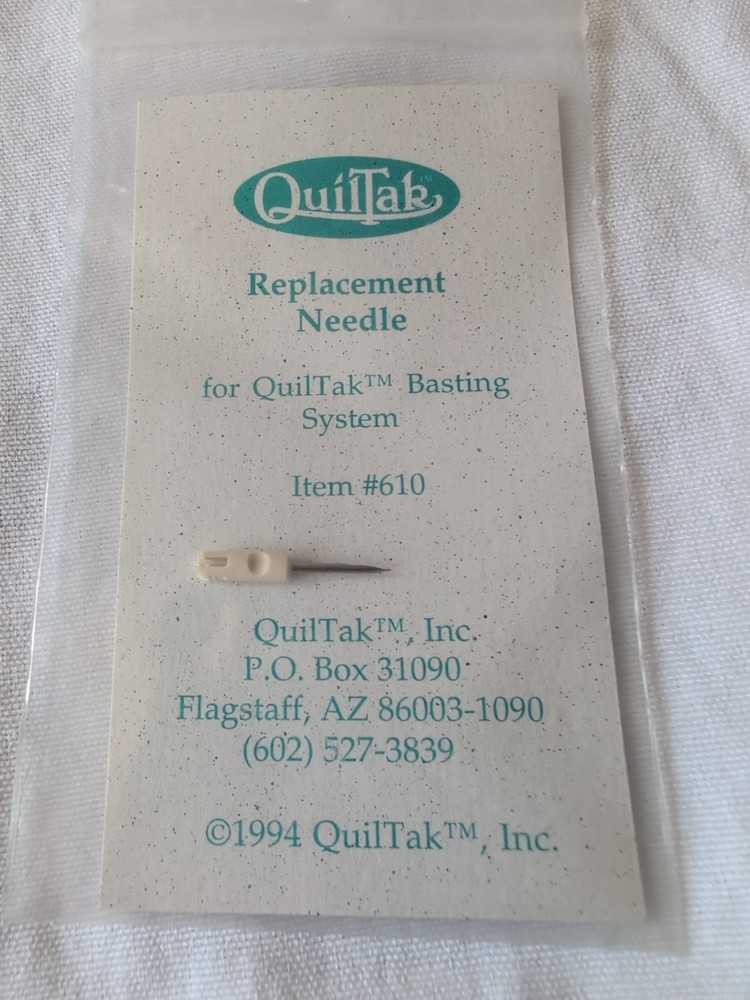 QuilTak™
Replacement
Needle
for QuilTak™ Basting
System
Item #610
QuilTak™, Inc.
P.O. Box 31090
Flagstaff, AZ 86003-1090
(602) 527-3839
©1994 QuilTak™, Inc.